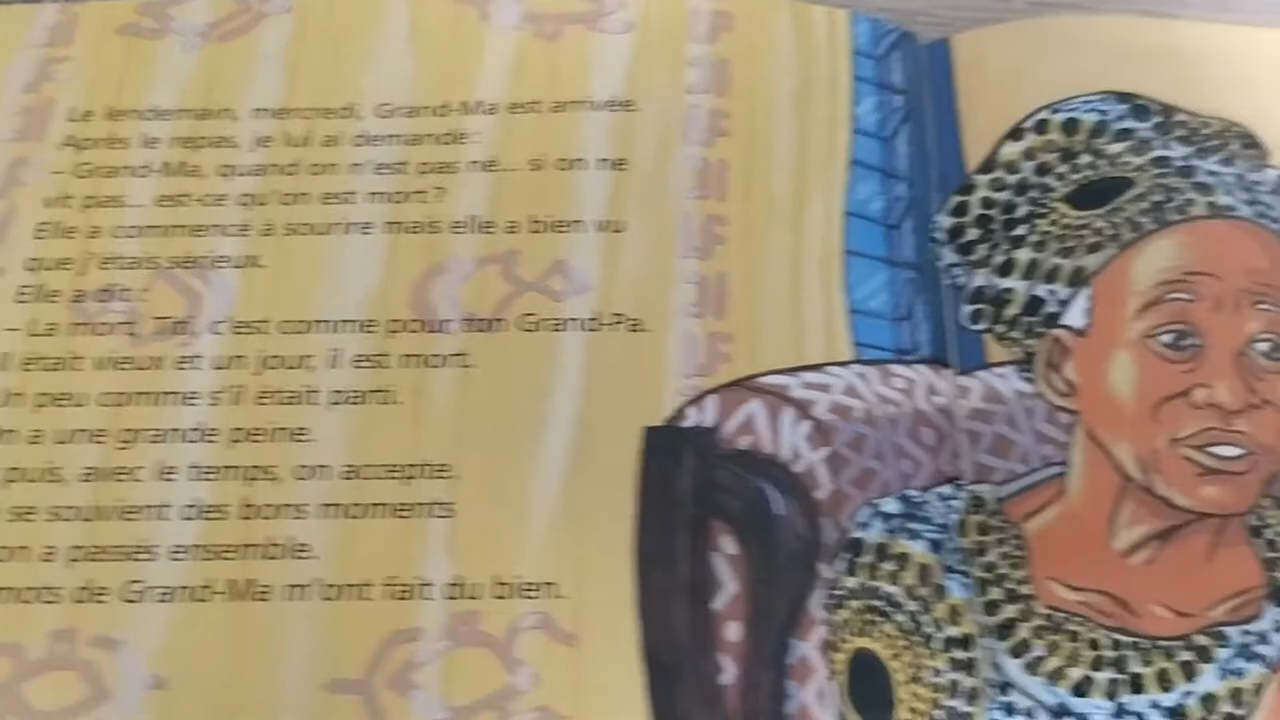 Le lendemain, mercredi, Grand-Ma est arrivée.
Après le repas, je lui ai demandé:
– Grand-Ma, quand on n'est pas né... si on ne
vit pas... est-ce qu'on est mort ?
Elle a commencé à sourire mais elle a bien vu
que j'étais sérieux.
Elle a dit :
– La mort, Titi, c'est comme pour ton Grand-Pa.
Il était vieux et un jour, il est mort.
Un peu comme s'il était parti.
On a une grande peine.
puis, avec le temps, on accepte.
se souvient des bons moments
on a passés ensemble.
mots de Grand-Ma m'ont fait du bien.